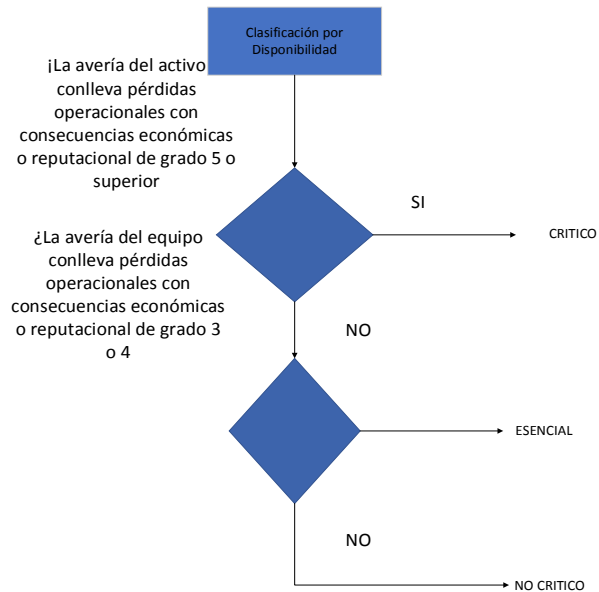 Clasificación por
Disponibilidad
¡La avería del activo
conlleva pérdidas
operacionales con
consecuencias económicas
o reputacional de grado 5 o
superior
SI
CRITICO
¿La avería del equipo
conlleva pérdidas
operacionales con
consecuencias económicas
o reputacional de grado 3
o 4
NO
ESENCIAL
NO
NO CRITICO